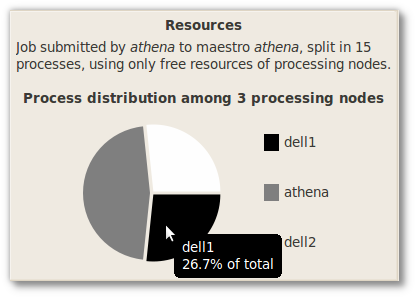 Resources
Job submitted by athena to maestro athena, split in 15
processes, using only free resources of processing nodes.
Process distribution among 3 processing nodes
dell1
athena
dell2
dell1
26.7% of total